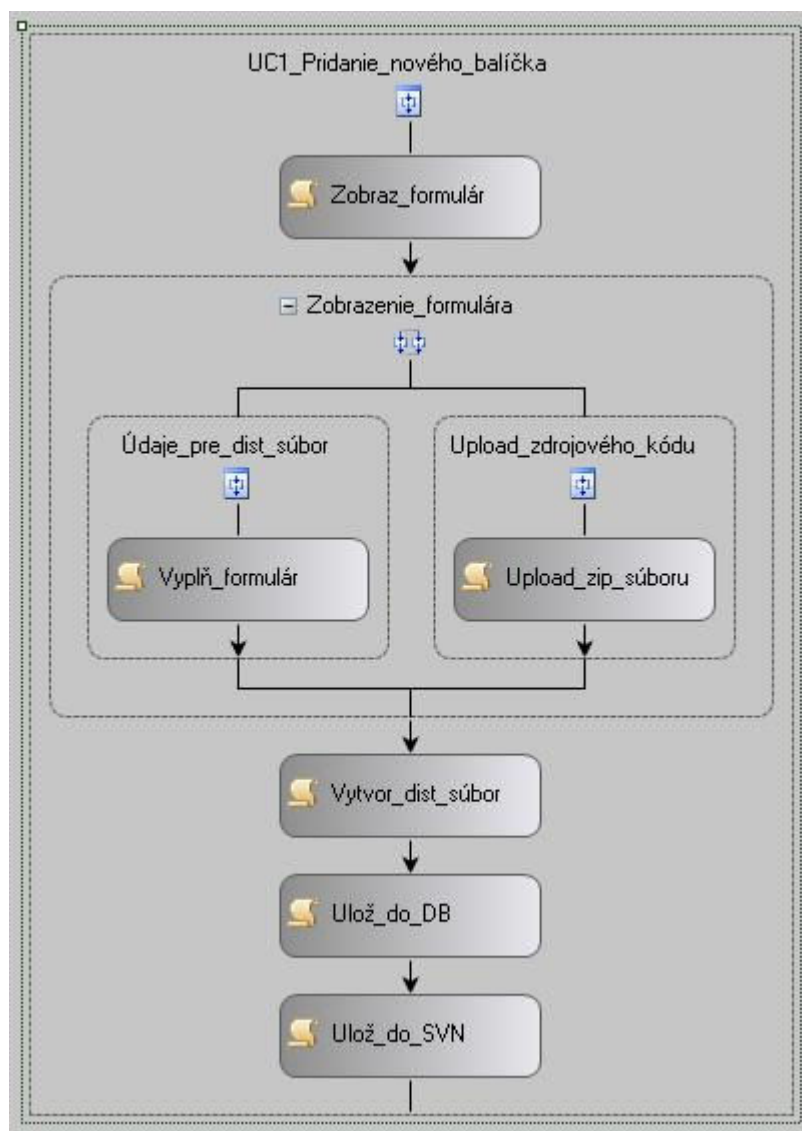 UC1_Pridanie_nového_balíčka
Zobraz_formulár
Zobrazenie_formulára
Údaje_pre_dist_súbor
Upload_zdrojového_kódu
Vyplň_formulár
Upload_zip_súboru
Vytvor_dist_súbor
Ulož_do_DB
Ulož_do_SVN